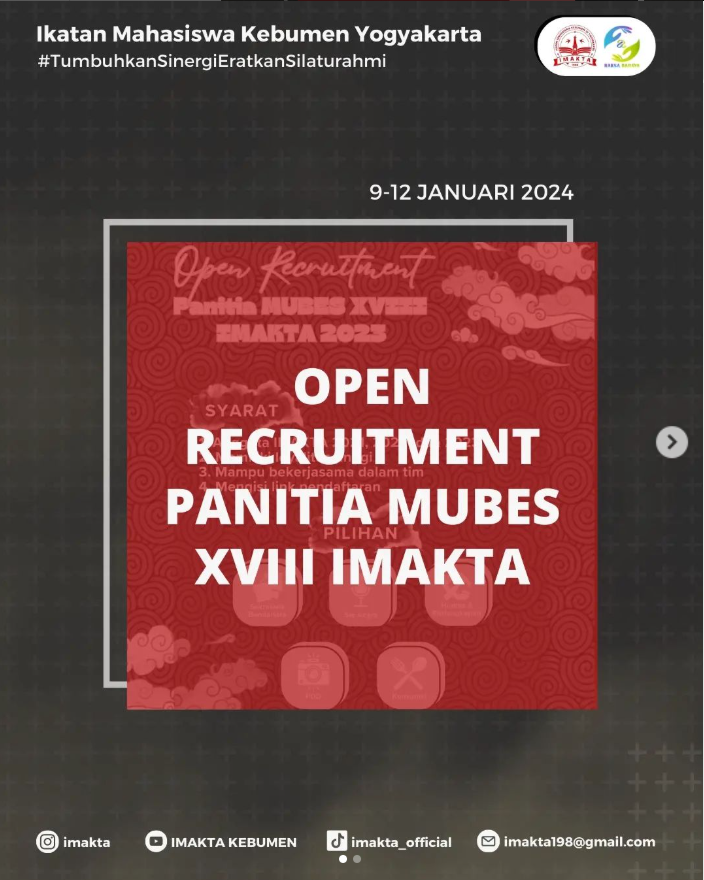 Ikatan Mahasiswa Kebumen Yogyakarta
#TumbuhkanSinergiEratkanSilaturahmi
IMAKTA
9-12 JANUARI 2024
Open Recruitment
Panitia MUBES XVIII
IMAKTA 2023
OPEN
RECRUITMENT
PANITIA MUBES
XVIII IMAKTA
SYARAT
3. Mampu bekerjasama dalam tim
4. Mengisi link pendaftaran
PILIHAN
imakta
IMAKTA KEBUMEN
imakta_official
imakta198@gmail.com